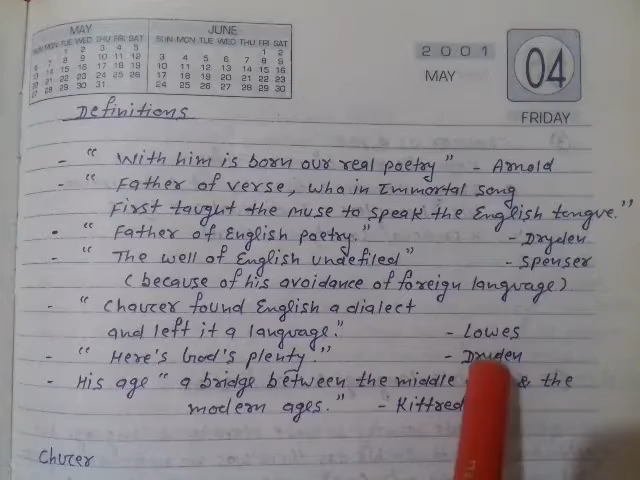 MAY
SUN MON TUE WED THU FRI SAT
1 2 3 4 5
6 7 8 9 10 11 12
13 14 15 16 17 18 19
20 21 22 23 24 25 26
27 28 29 30 31
JUNE
SUN MON TUE WED THU FRI SAT
1 2
3 4 5 6 7 8 9
10 11 12 13 14 15 16
17 18 19 20 21 22 23
24 25 26 27 28 29 30
2001
MAY
04
FRIDAY
Definitions
- " With him is born our real poetry " - Arnold
- " Father of verse, who in Immortal song
First taught the muse to speak the English tongue. "
• " Father of English poetry. " - Dryden
- " The well of English undefiled " - Spenser
( because of his avoidance of foreign language )
- " Chaucer found English a dialect
and left it a language. " - Lowes
- " Here's God's plenty. " - Dryden
- His age " a bridge between the middle & the
modern ages. " - Kittred
Chucer